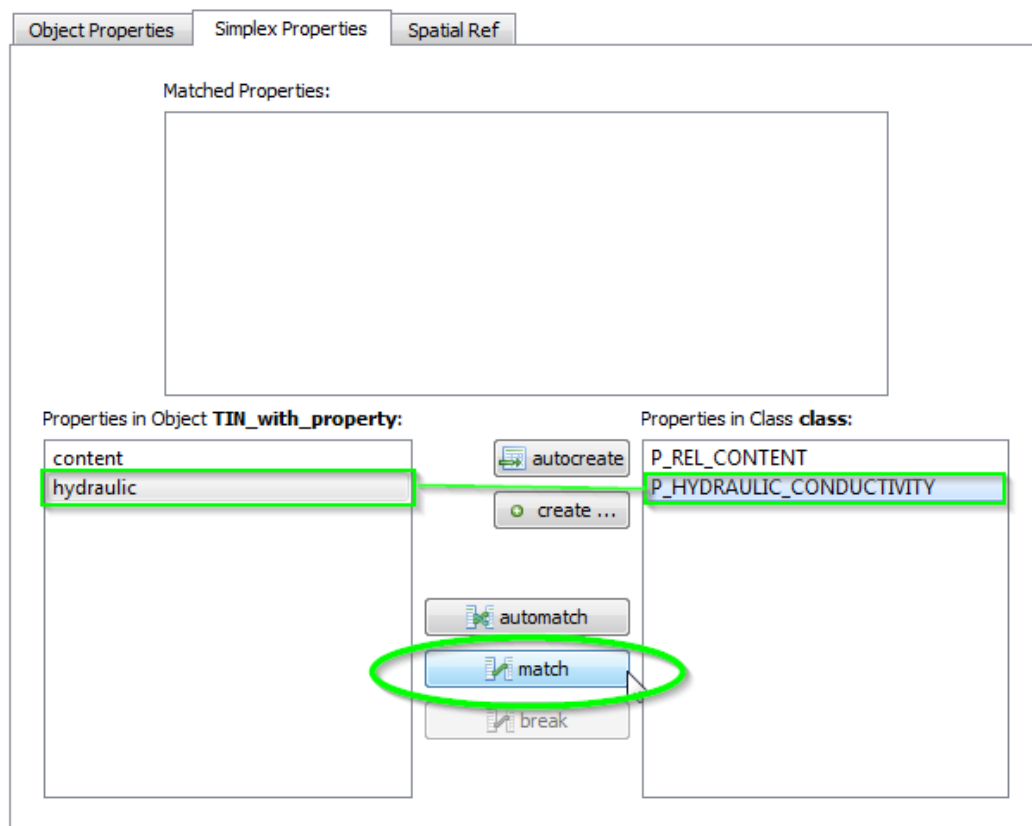 Object Properties
Simplex Properties
Spatial Ref
Matched Properties:
Properties in Object TIN_with_property:
content
hydraulic
autocreate
create ...
automatch
match
break
Properties in Class class:
P_REL_CONTENT
P_HYDRAULIC_CONDUCTIVITY